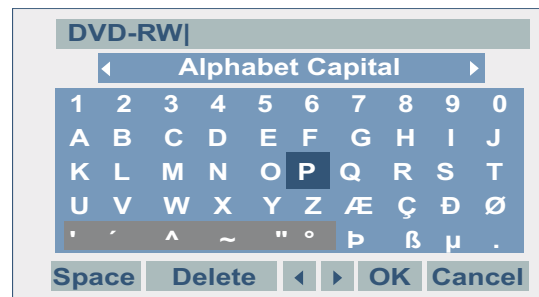 DVD-RW|
Alphabet Capital
1 2 3 4 5 6 7 8 9 0
A B C D E F G H I J
K L M N O P Q R S T
U V W X Y Z Æ Ç Ð Ø
' ´ ^ ~ " ° Þ ß µ .
Space Delete OK Cancel